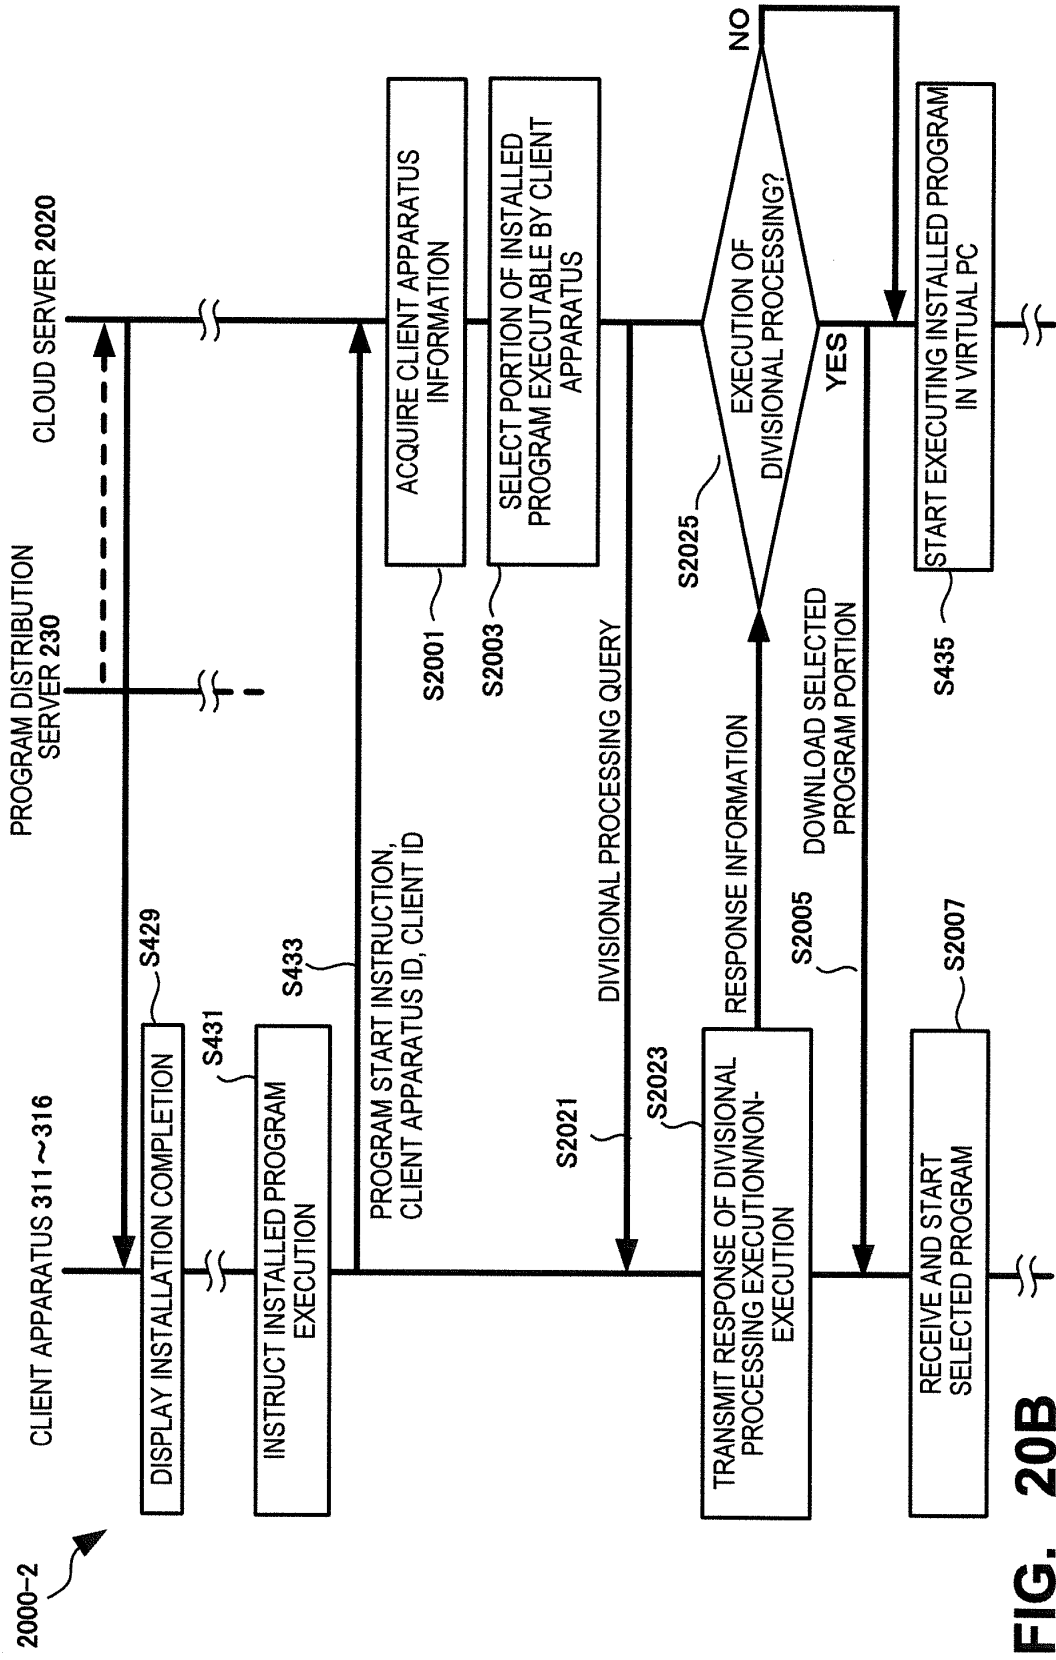 2000-2
CLIENT APPARATUS 311~316
PROGRAM DISTRIBUTION
SERVER 230
CLOUD SERVER 2020
S429
DISPLAY INSTALLATION COMPLETION
S431
INSTRUCT INSTALLED PROGRAM
EXECUTION
S433
PROGRAM START INSTRUCTION,
CLIENT APPARATUS ID, CLIENT ID
ACQUIRE CLIENT APPARATUS
INFORMATION
S2001
SELECT PORTION OF INSTALLED
PROGRAM EXECUTABLE BY CLIENT
APPARATUS
S2003
DIVISIONAL PROCESSING QUERY
S2021
S2023
TRANSMIT RESPONSE OF DIVISIONAL
PROCESSING EXECUTION/NON-
EXECUTION
RESPONSE INFORMATION
S2025
EXECUTION OF
DIVISIONAL PROCESSING?
NO
YES
DOWNLOAD SELECTED
PROGRAM PORTION
S2005
RECEIVE AND START
SELECTED PROGRAM
S2007
START EXECUTING INSTALLED PROGRAM
IN VIRTUAL PC
S435
FIG. 20B